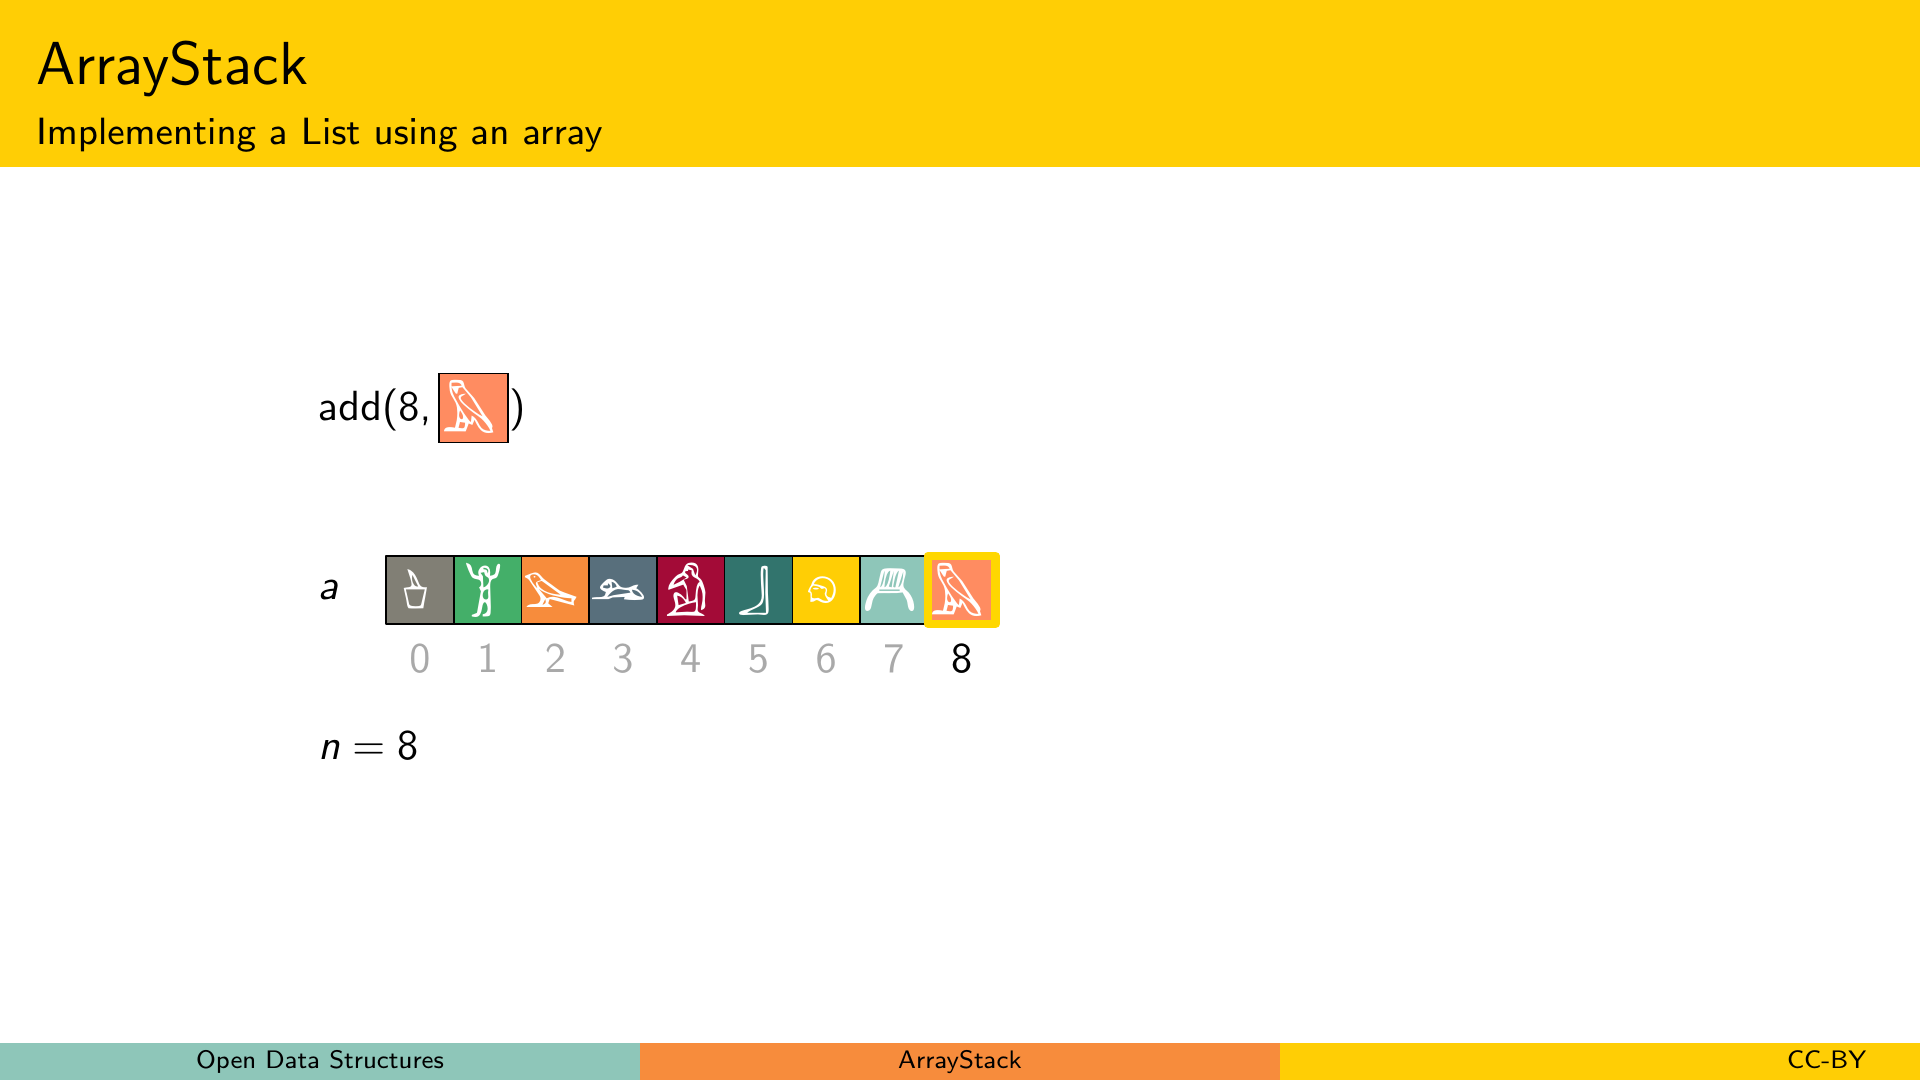 ArrayStack
Implementing a List using an array
add(8, )
a
0 1 2 3 4 5 6 7 8
n = 8
Open Data Structures
ArrayStack
CC-BY